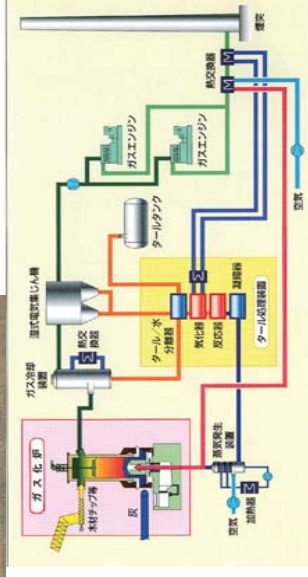 煙突
熱交換器
ガスエンジン
ガスエンジン
空気
タールタンク
湿式電気集じん機
タール／水
分離器
気化器
反応器
凝縮器
タール処理装置
ガス冷却
装置
熱交
換器
ガス化炉
木材チップ等
灰
蒸気発生
装置
空気
加熱器